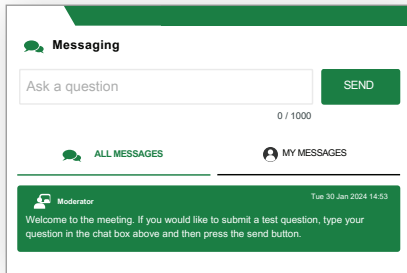 Messaging
Ask a question
SEND
0 / 1000
ALL MESSAGES
MY MESSAGES
Moderator
Tue 30 Jan 2024 14:53
Welcome to the meeting. If you would like to submit a test question, type your
question in the chat box above and then press the send button.